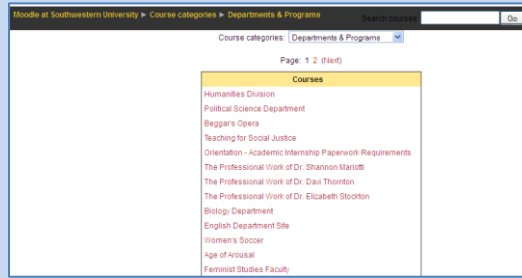 Moodle at Southwestern University ► Course categories ► Departments & Programs
Search courses: Go
Course categories: Departments & Programs
Page: 1 2 (Next)
Courses
Humanities Division
Political Science Department
Beggar's Opera
Teaching for Social Justice
Orientation - Academic Internship Paperwork Requirements
The Professional Work of Dr. Shannon Mariotti
The Professional Work of Dr. Davi Thornton
The Professional Work of Dr. Elizabeth Stockton
Biology Department
English Department Site
Women's Soccer
Age of Arousal
Feminist Studies Faculty